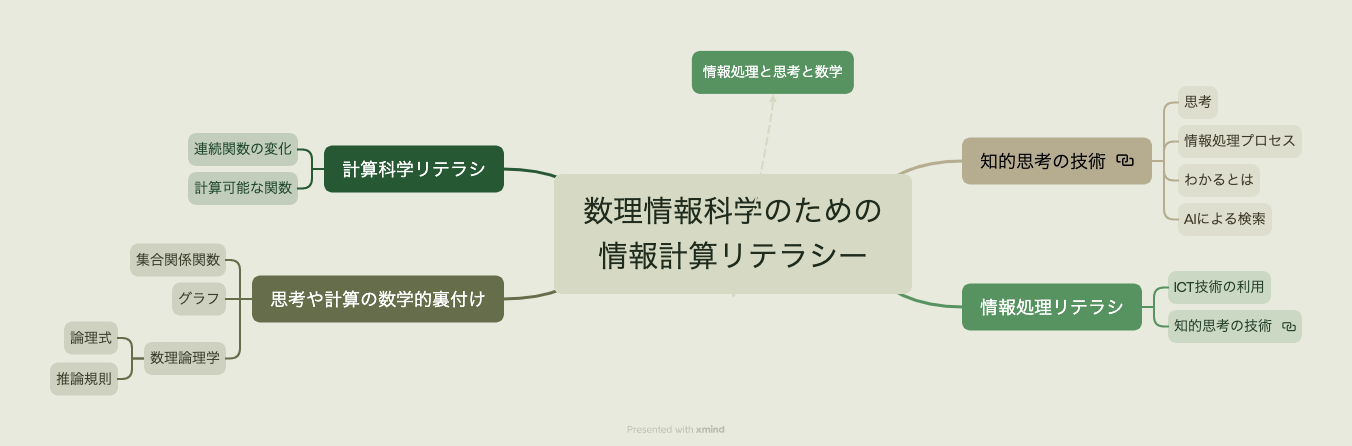 数理情報科学のための
情報計算リテラシー
情報処理と思考と数学
知的思考の技術
思考
情報処理プロセス
わかるとは
AIによる検索
情報処理リテラシ
ICT技術の利用
知的思考の技術
計算科学リテラシ
連続関数の変化
計算可能な関数
思考や計算の数学的裏付け
集合関係関数
グラフ
数理論理学
論理式
推論規則
Presented with xmind